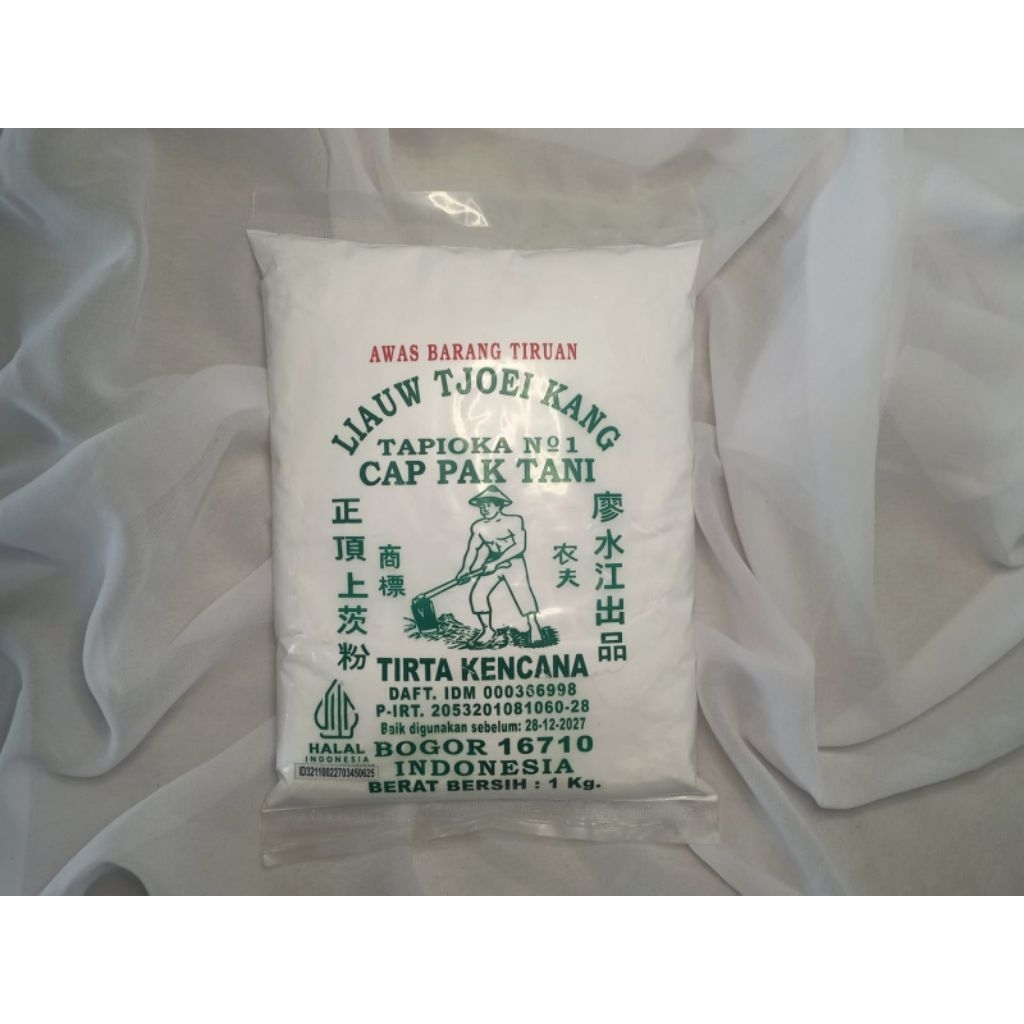 AWAS BARANG TIRUAN
LIAUW TJOEI KANG
TAPIOKA Nº1
CAP PAK TANI
廖水江出品
农夫
商標
正頂上茨粉
TIRTA KENCANA
DAFT. IDM 000366998
P-IRT. 2053201081060-28
Baik digunakan sebelum: 28-12-2027
HALAL
INDONESIA
ID32110022703450625
BOGOR 16710
INDONESIA
BERAT BERSIH : 1 Kg.